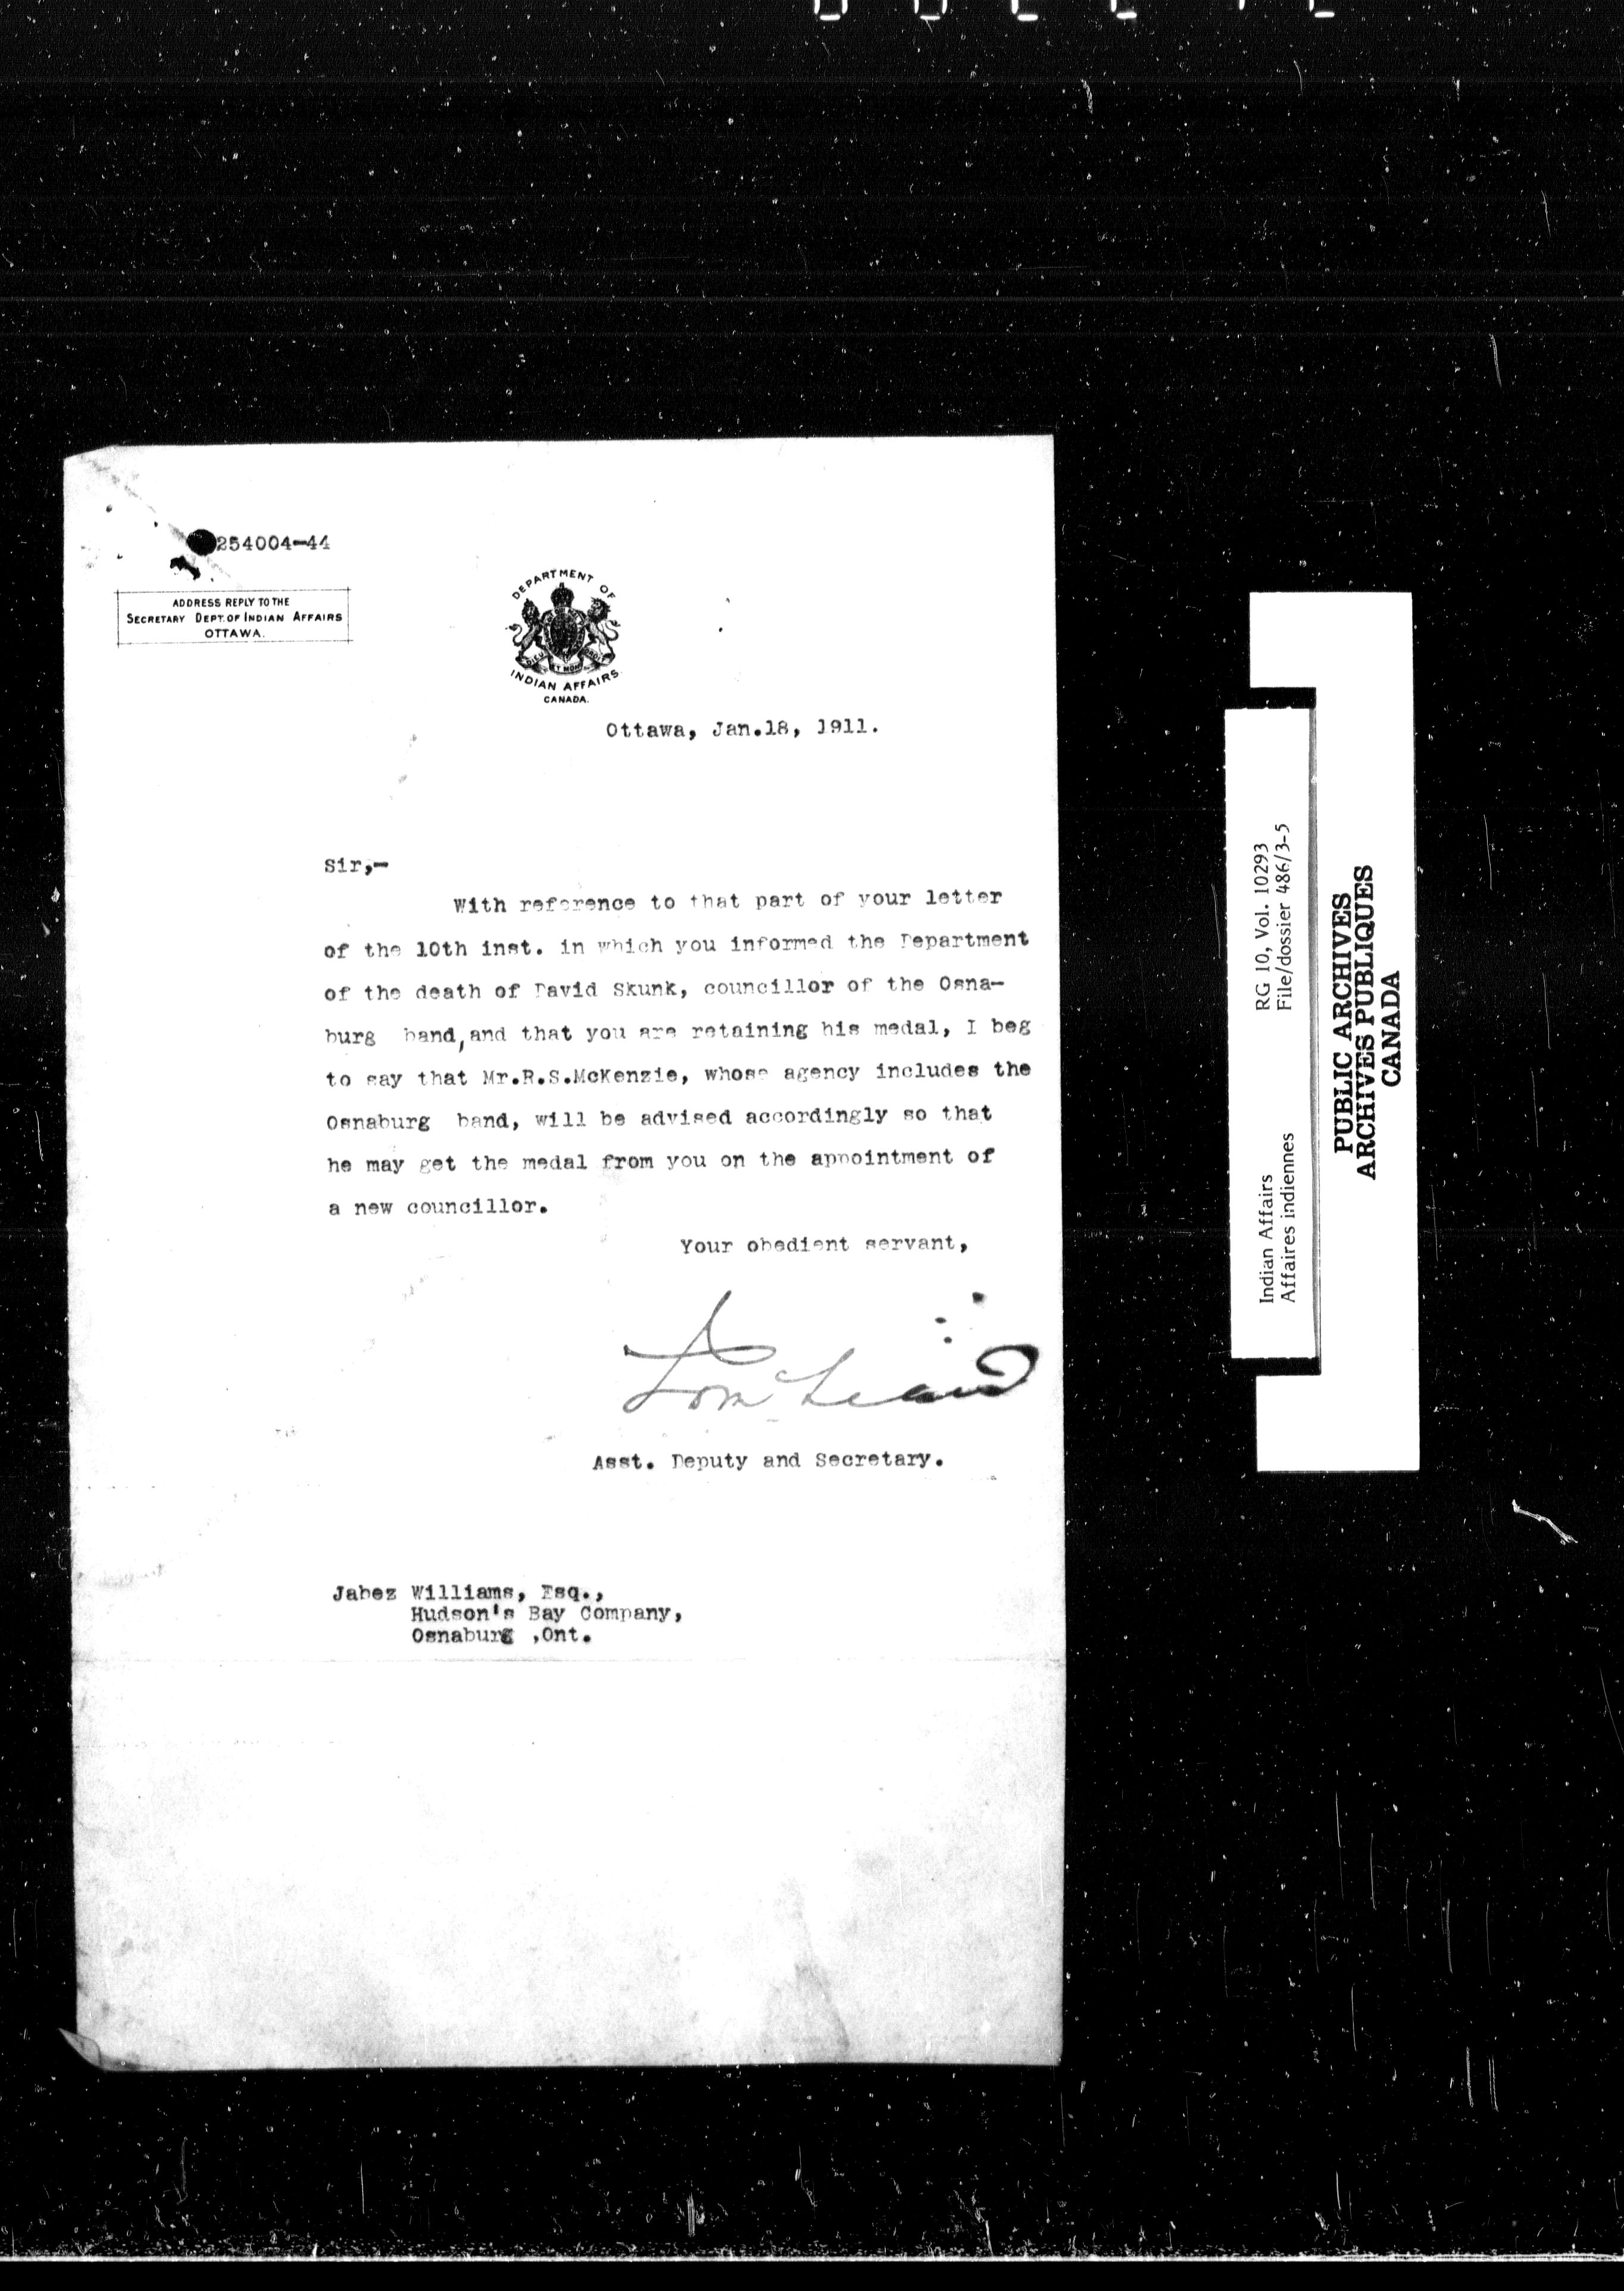 254004-44
ADDRESS REPLY TO THE
SECRETARY DEPT. OF INDIAN AFFAIRS
OTTAWA.
DEPARTMENT OF
DIEU ET MON DROIT
INDIAN AFFAIRS
CANADA.
Ottawa, Jan.18, 1911.
Sir,-
With reference to that part of your letter
of the 10th inst. in which you informed the Department
of the death of David Skunk, councillor of the Osna-
burg band, and that you are retaining his medal, I beg
to say that Mr.R.S.McKenzie, whose agency includes the
Osnaburg band, will be advised accordingly so that
he may get the medal from you on the appointment of
a new councillor.
Your obedient servant,
Asst. Deputy and Secretary.
Jabez Williams, Esq.,
Hudson's Bay Company,
Osnaburg ,Ont.
RG 10, Vol. 10293
File/dossier 486/3-5
Indian Affairs
Affaires indiennes
PUBLIC ARCHIVES
ARCHIVES PUBLIQUES
CANADA